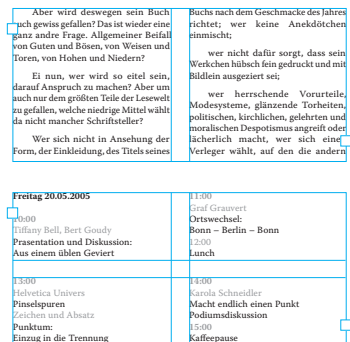 Aber wird deswegen sein Buch
auch gewiss gefallen? Das ist wieder eine
ganz andre Frage. Allgemeiner Beifall
von Guten und Bösen, von Weisen und
Toren, von Hohen und Niedern?
Ei nun, wer wird so eitel sein,
darauf Anspruch zu machen? Aber um
auch nur dem größten Teile der Lesewelt
zu gefallen, welche niedrige Mittel wählt
da nicht mancher Schriftsteller?
Wer sich nicht in Ansehung der
Form, der Einkleidung, des Titels seines
Buchs nach dem Geschmacke des Jahres
richtet; wer keine Anekdötchen
einmischt;
wer nicht dafür sorgt, dass sein
Werkchen hübsch fein gedruckt und mit
Bildlein ausgeziert sei;
wer herrschende Vorurteile,
Modesysteme, glänzende Torheiten,
politischen, kirchlichen, gelehrten und
moralischen Despotismus angreift oder
lächerlich macht, wer sich eine
Verleger wählt, auf den die andern
Freitag 20.05.2005
10:00
Tiffany Bell, Bert Goudy
Prasentation und Diskussion:
Aus einem üblen Geviert
11:00
Graf Grauvert
Ortswechsel:
Bonn – Berlin – Bonn
12:00
Lunch
13:00
Helvetica Univers
Pinselspuren
Zeichen und Absatz
Punktum:
Einzug in die Trennung
14:00
Karola Schneidler
Macht endlich einen Punkt
Podiumsdiskussion
15:00
Kaffeepause